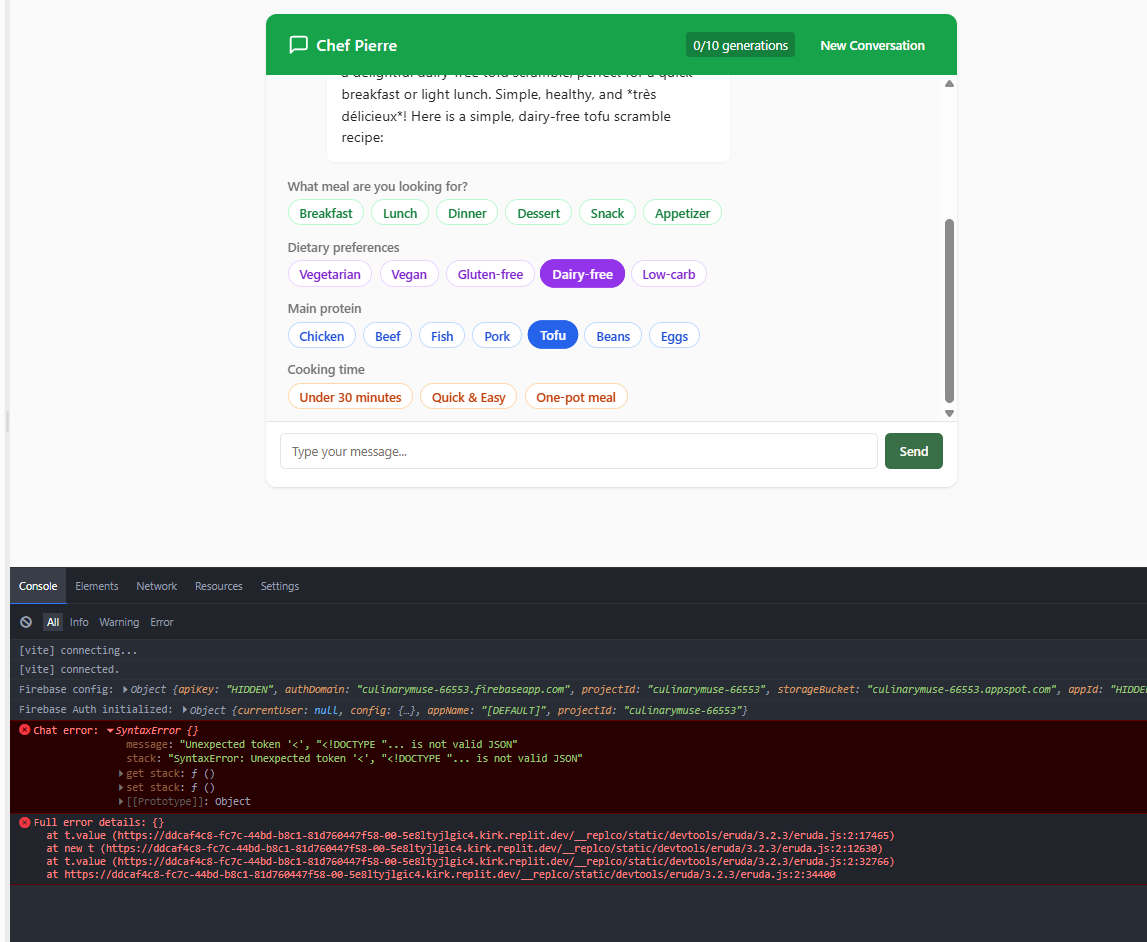 Chef Pierre
0/10 generations
New Conversation
a delightful dairy-free tofu scramble, perfect for a quick
breakfast or light lunch. Simple, healthy, and *très
délicieux*! Here is a simple, dairy-free tofu scramble
recipe:
What meal are you looking for?
Breakfast Lunch Dinner Dessert Snack Appetizer
Dietary preferences
Vegetarian Vegan Gluten-free Dairy-free Low-carb
Main protein
Chicken Beef Fish Pork Tofu Beans Eggs
Cooking time
Under 30 minutes Quick & Easy One-pot meal
Type your message... Send
Console Elements Network Resources Settings
All Info Warning Error
[vite] connecting...
[vite] connected.
Firebase config: Object {apiKey: "HIDDEN", authDomain: "culinarymuse-66553.firebaseapp.com", projectId: "culinarymuse-66553", storageBucket: "culinarymuse-66553.appspot.com", appId: "HIDDE
Firebase Auth initialized: Object {currentUser: null, config: {…}, appName: "[DEFAULT]", projectId: "culinarymuse-66553"}
Chat error: SyntaxError {}
message: "Unexpected token '<', "<!DOCTYPE "... is not valid JSON"
stack: "SyntaxError: Unexpected token '<', "<!DOCTYPE "... is not valid JSON"
get stack: ƒ ()
set stack: ƒ ()
[[Prototype]]: Object
Full error details: {}
at t.value (https://ddcaf4c8-fc7c-44bd-b8c1-81d760447f58-00-5e8ltyjlgic4.kirk.replit.dev/__replco/static/devtools/eruda/3.2.3/eruda.js:2:17465)
at new t (https://ddcaf4c8-fc7c-44bd-b8c1-81d760447f58-00-5e8ltyjlgic4.kirk.replit.dev/__replco/static/devtools/eruda/3.2.3/eruda.js:2:12630)
at t.value (https://ddcaf4c8-fc7c-44bd-b8c1-81d760447f58-00-5e8ltyjlgic4.kirk.replit.dev/__replco/static/devtools/eruda/3.2.3/eruda.js:2:32766)
at https://ddcaf4c8-fc7c-44bd-b8c1-81d760447f58-00-5e8ltyjlgic4.kirk.replit.dev/__replco/static/devtools/eruda/3.2.3/eruda.js:2:34400